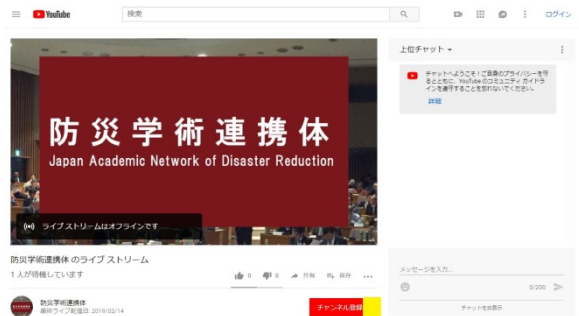 YouTube
検索
ログイン
防災学術連携体
Japan Academic Network of Disaster Reduction
ライブ ストリームはオフラインです
防災学術連携体 のライブ ストリーム
1 人が待機しています
0
0
共有
保存
防災学術連携体
最終ライブ配信日: 2019/02/14
チャンネル登録
上位チャット
チャットへようこそ！ご自身のプライバシーを守
るとともに、YouTube のコミュニティ ガイドラ
インを遵守することを忘れないでください。
詳細
メッセージを入力...
0/200
チャットを非表示